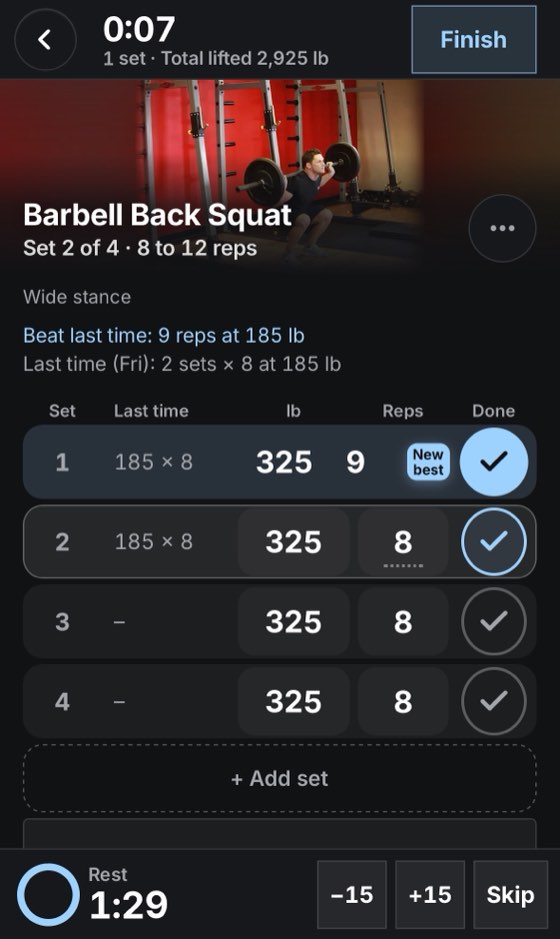 0:07
1 set · Total lifted 2,925 lb
Finish
Barbell Back Squat
Set 2 of 4 · 8 to 12 reps
Wide stance
Beat last time: 9 reps at 185 lb
Last time (Fri): 2 sets × 8 at 185 lb
Set Last time lb Reps Done
1 185 × 8 325 9 New best
2 185 × 8 325 8
3 – 325 8
4 – 325 8
+ Add set
Rest
1:29
−15 +15 Skip